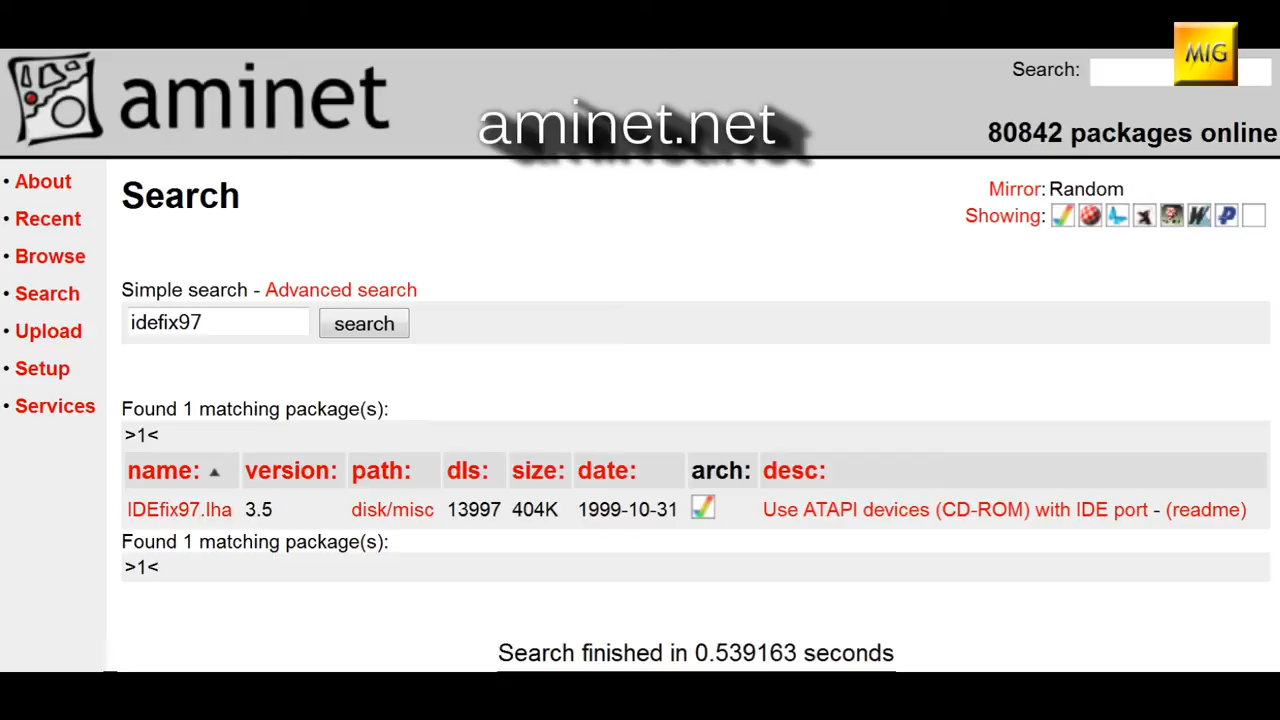 MIG
Search:
aminet
aminet.net
80842 packages online
• About
• Recent
• Browse
• Search
• Upload
• Setup
• Services
Search
Mirror: Random
Showing:
Simple search - Advanced search
idefix97 search
Found 1 matching package(s):
>1<
name: version: path: dls: size: date: arch: desc:
IDEfix97.lha 3.5 disk/misc 13997 404K 1999-10-31 Use ATAPI devices (CD-ROM) with IDE port - (readme)
Found 1 matching package(s):
>1<
Search finished in 0.539163 seconds